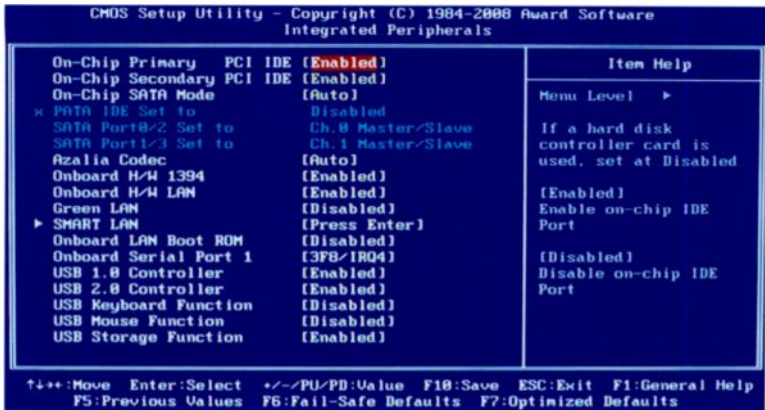 CMOS Setup Utility - Copyright (C) 1984-2008 Award Software
Integrated Peripherals
On-Chip Primary PCI IDE [Enabled]
On-Chip Secondary PCI IDE [Enabled]
On-Chip SATA Mode [Auto]
x PATA IDE Set to Disabled
SATA Port0/2 Set to Ch.0 Master/Slave
SATA Port1/3 Set to Ch.1 Master/Slave
Azalia Codec [Auto]
Onboard H/W 1394 [Enabled]
Onboard H/W LAN [Enabled]
Green LAN [Disabled]
► SMART LAN [Press Enter]
Onboard LAN Boot ROM [Disabled]
Onboard Serial Port 1 [3F8/IRQ4]
USB 1.0 Controller [Enabled]
USB 2.0 Controller [Enabled]
USB Keyboard Function [Disabled]
USB Mouse Function [Disabled]
USB Storage Function [Enabled]
Item Help
Menu Level ►
If a hard disk
controller card is
used, set at Disabled
[Enabled]
Enable on-chip IDE
Port
[Disabled]
Disable on-chip IDE
Port
↑↓→←:Move Enter:Select +/-/PU/PD:Value F10:Save ESC:Exit F1:General Help
F5:Previous Values F6:Fail-Safe Defaults F7:Optimized Defaults